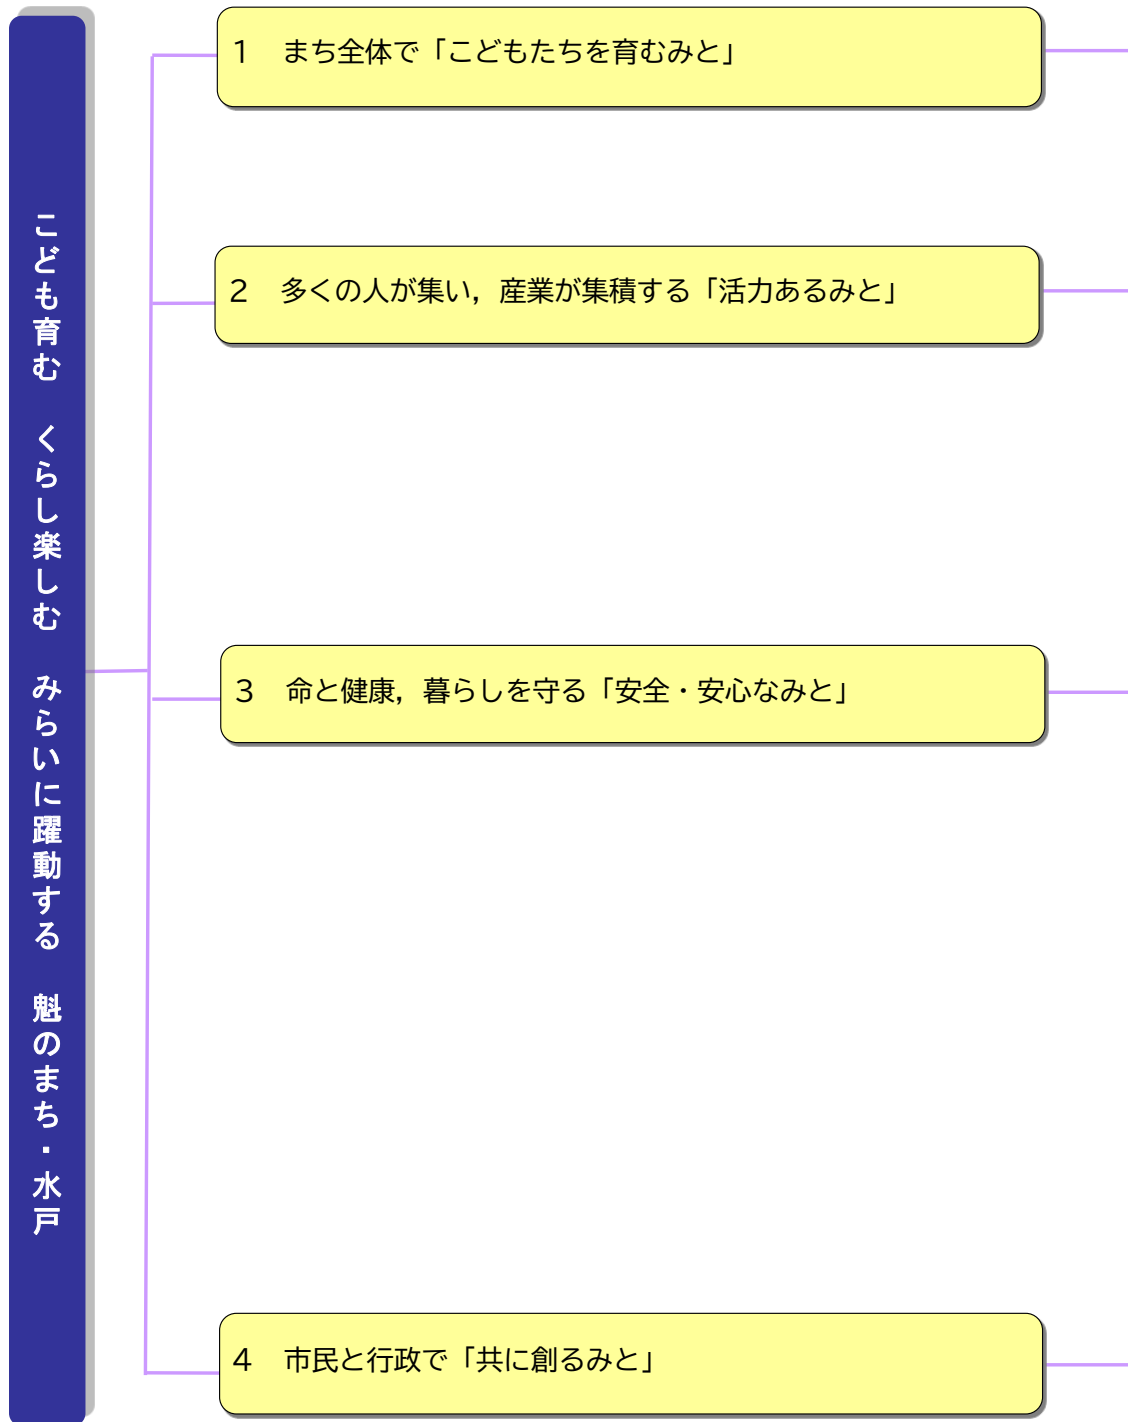 こども育む　くらし楽しむ　みらいに躍動する　魁のまち・水戸
1　まち全体で「こどもたちを育むみと」
2　多くの人が集い，産業が集積する「活力あるみと」
3　命と健康，暮らしを守る「安全・安心なみと」
4　市民と行政で「共に創るみと」